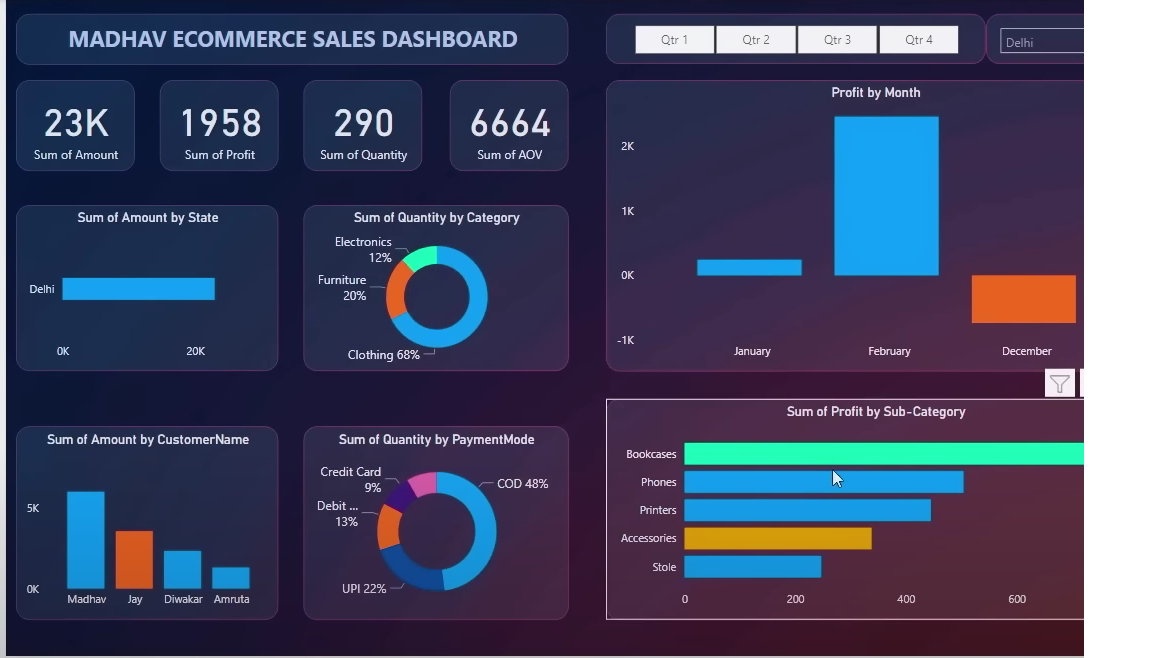 MADHAV ECOMMERCE SALES DASHBOARD
Qtr 1
Qtr 2
Qtr 3
Qtr 4
Delhi
23K
Sum of Amount
1958
Sum of Profit
290
Sum of Quantity
6664
Sum of AOV
Profit by Month
2K
1K
0K
-1K
January
February
December
Sum of Amount by State
Delhi
0K
20K
Sum of Quantity by Category
Electronics
12%
Furniture
20%
Clothing 68%
Sum of Amount by CustomerName
5K
0K
Madhav
Jay
Diwakar
Amruta
Sum of Quantity by PaymentMode
Credit Card
9%
Debit ...
13%
UPI 22%
COD 48%
Sum of Profit by Sub-Category
Bookcases
Phones
Printers
Accessories
Stole
0
200
400
600